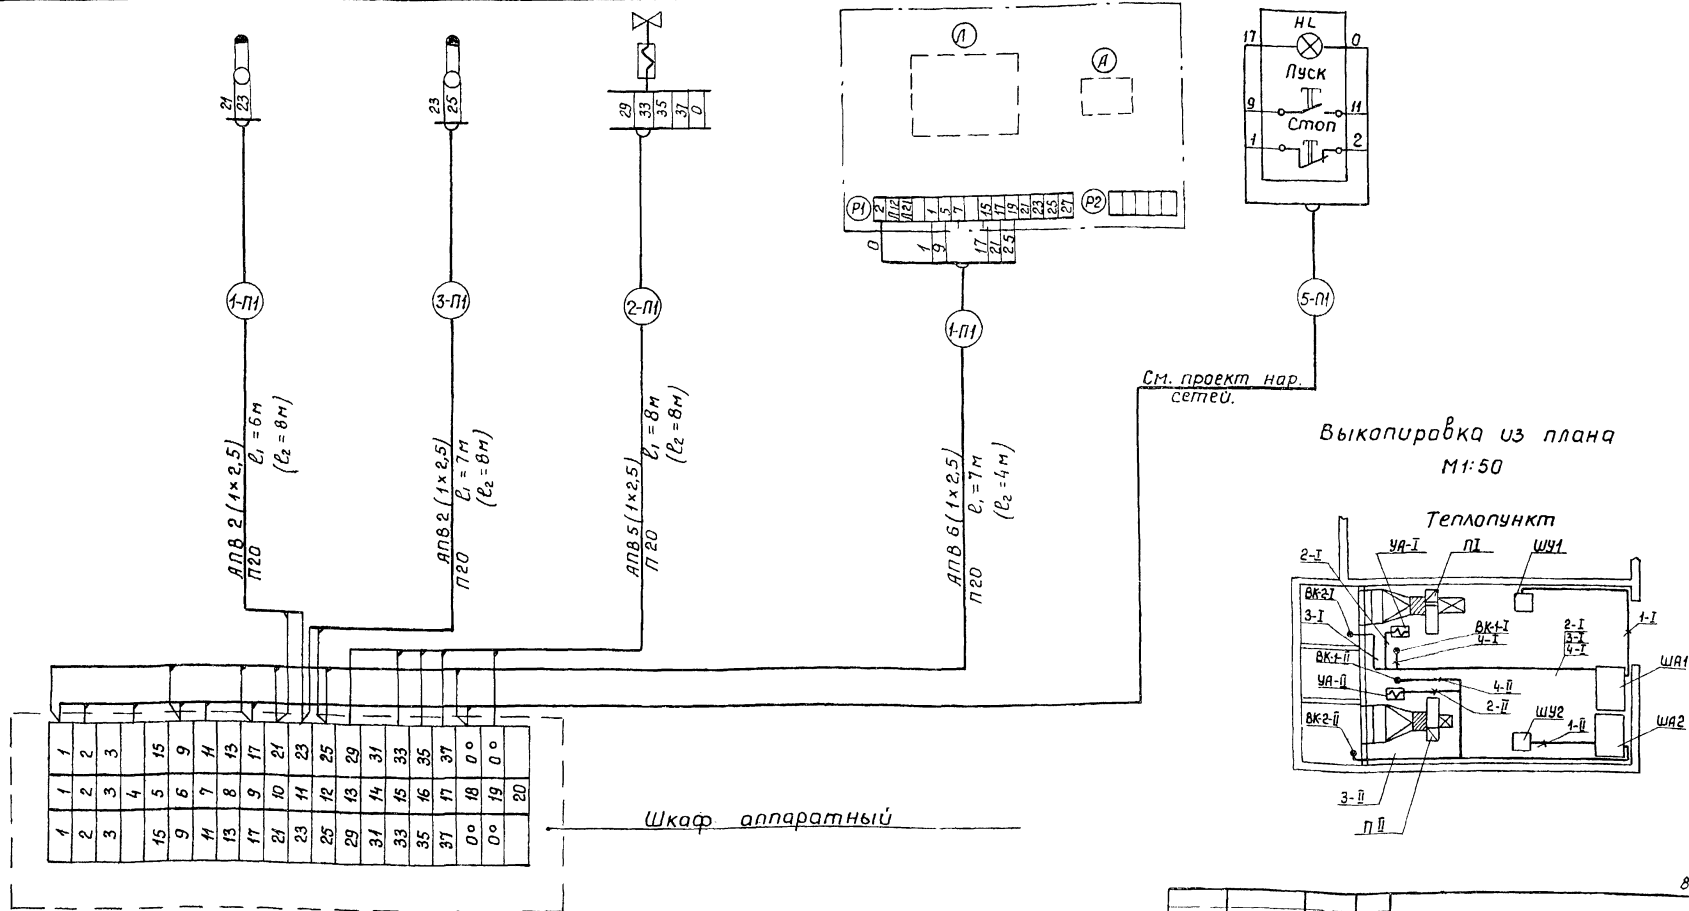 21
23
23
25
29
33
35
37
0
Л
А
Р1
2
Л12
Л21
1
5
7
15
17
19
21
23
25
27
Р2
0
1
9
17
21
25
HL
17
0
Пуск
9
11
Стоп
1
2
1-П1
3-П1
2-П1
1-П1
5-П1
АПВ 2 (1×2,5)
П20
ℓ₁ = 6м
(ℓ₂ = 8м)
АПВ 2 (1×2,5)
П20
ℓ₁ = 7м
(ℓ₂ = 8м)
АПВ 5 (1×2,5)
П 20
ℓ₁ = 8м
(ℓ₂ = 8м)
АПВ 6 (1×2,5)
П20
ℓ₁ = 7м
(ℓ₂ = 4м)
См. проект нар.
сетей.
Выкопировка из плана
М1:50
Теплопункт
2-I
УА-I
ПI
ШУ1
ВК-2-I
3-I
ВК-1-I
4-I
2-I
3-I
4-I
1-I
ША1
ВК-1-II
УА-II
4-II
2-II
ВК-2-II
ШУ2
1-II
ША2
3-II
П II
1 2 3 15 9 11 13 17 21 23 25 29 31 33 35 37 0° 0°
1 2 3 4 5 6 7 8 9 10 11 12 13 14 15 16 17 18 19 20
1 2 3 15 9 11 13 17 21 23 25 29 31 33 35 37 0° 0°
Шкаф аппаратный
8